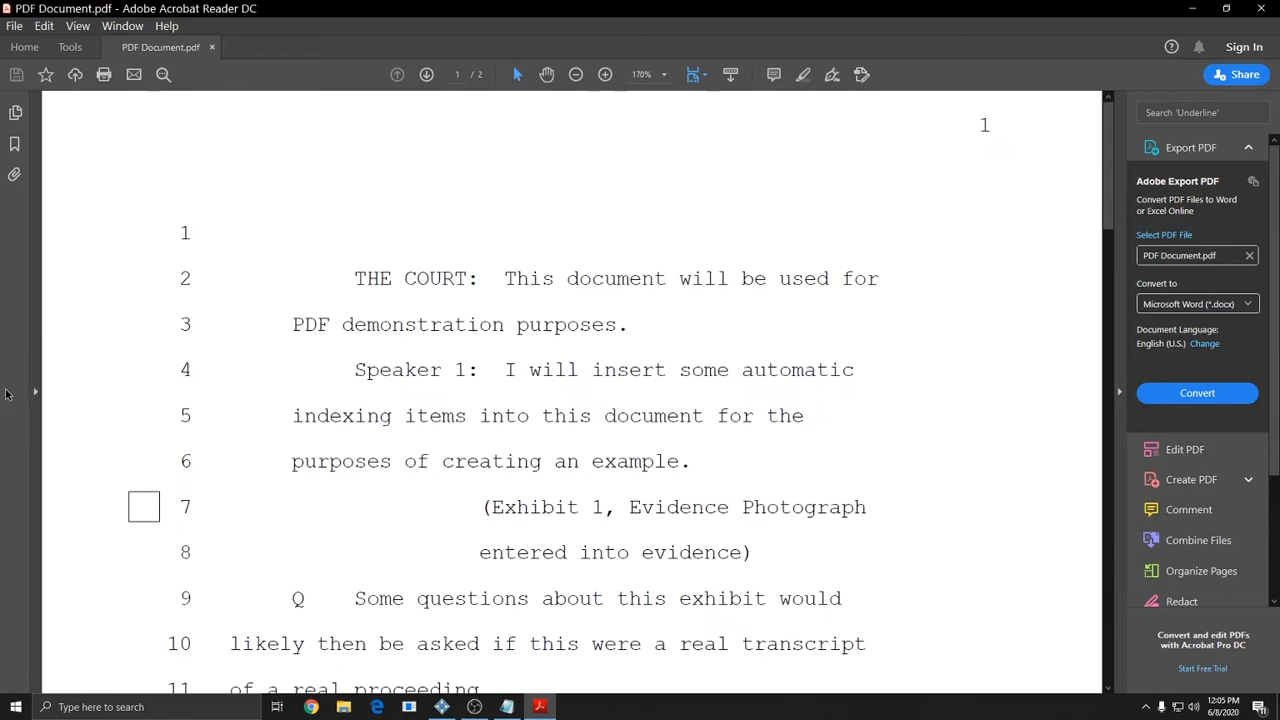 PDF Document.pdf - Adobe Acrobat Reader DC
File Edit View Window Help
Home Tools PDF Document.pdf × Sign In
1 / 2 170% Share
Search 'Underline'
1
Export PDF
Adobe Export PDF
Convert PDF Files to Word
or Excel Online
Select PDF File
PDF Document.pdf
Convert to
Microsoft Word (*.docx)
Document Language:
English (U.S.) Change
Convert
Edit PDF
Create PDF
Comment
Combine Files
Organize Pages
Redact
Convert and edit PDFs
with Acrobat Pro DC
Start Free Trial
1
2 THE COURT: This document will be used for
3 PDF demonstration purposes.
4 Speaker 1: I will insert some automatic
5 indexing items into this document for the
6 purposes of creating an example.
7 (Exhibit 1, Evidence Photograph
8 entered into evidence)
9 Q Some questions about this exhibit would
10 likely then be asked if this were a real transcript
11 of a real proceeding
Type here to search
12:05 PM
6/8/2020